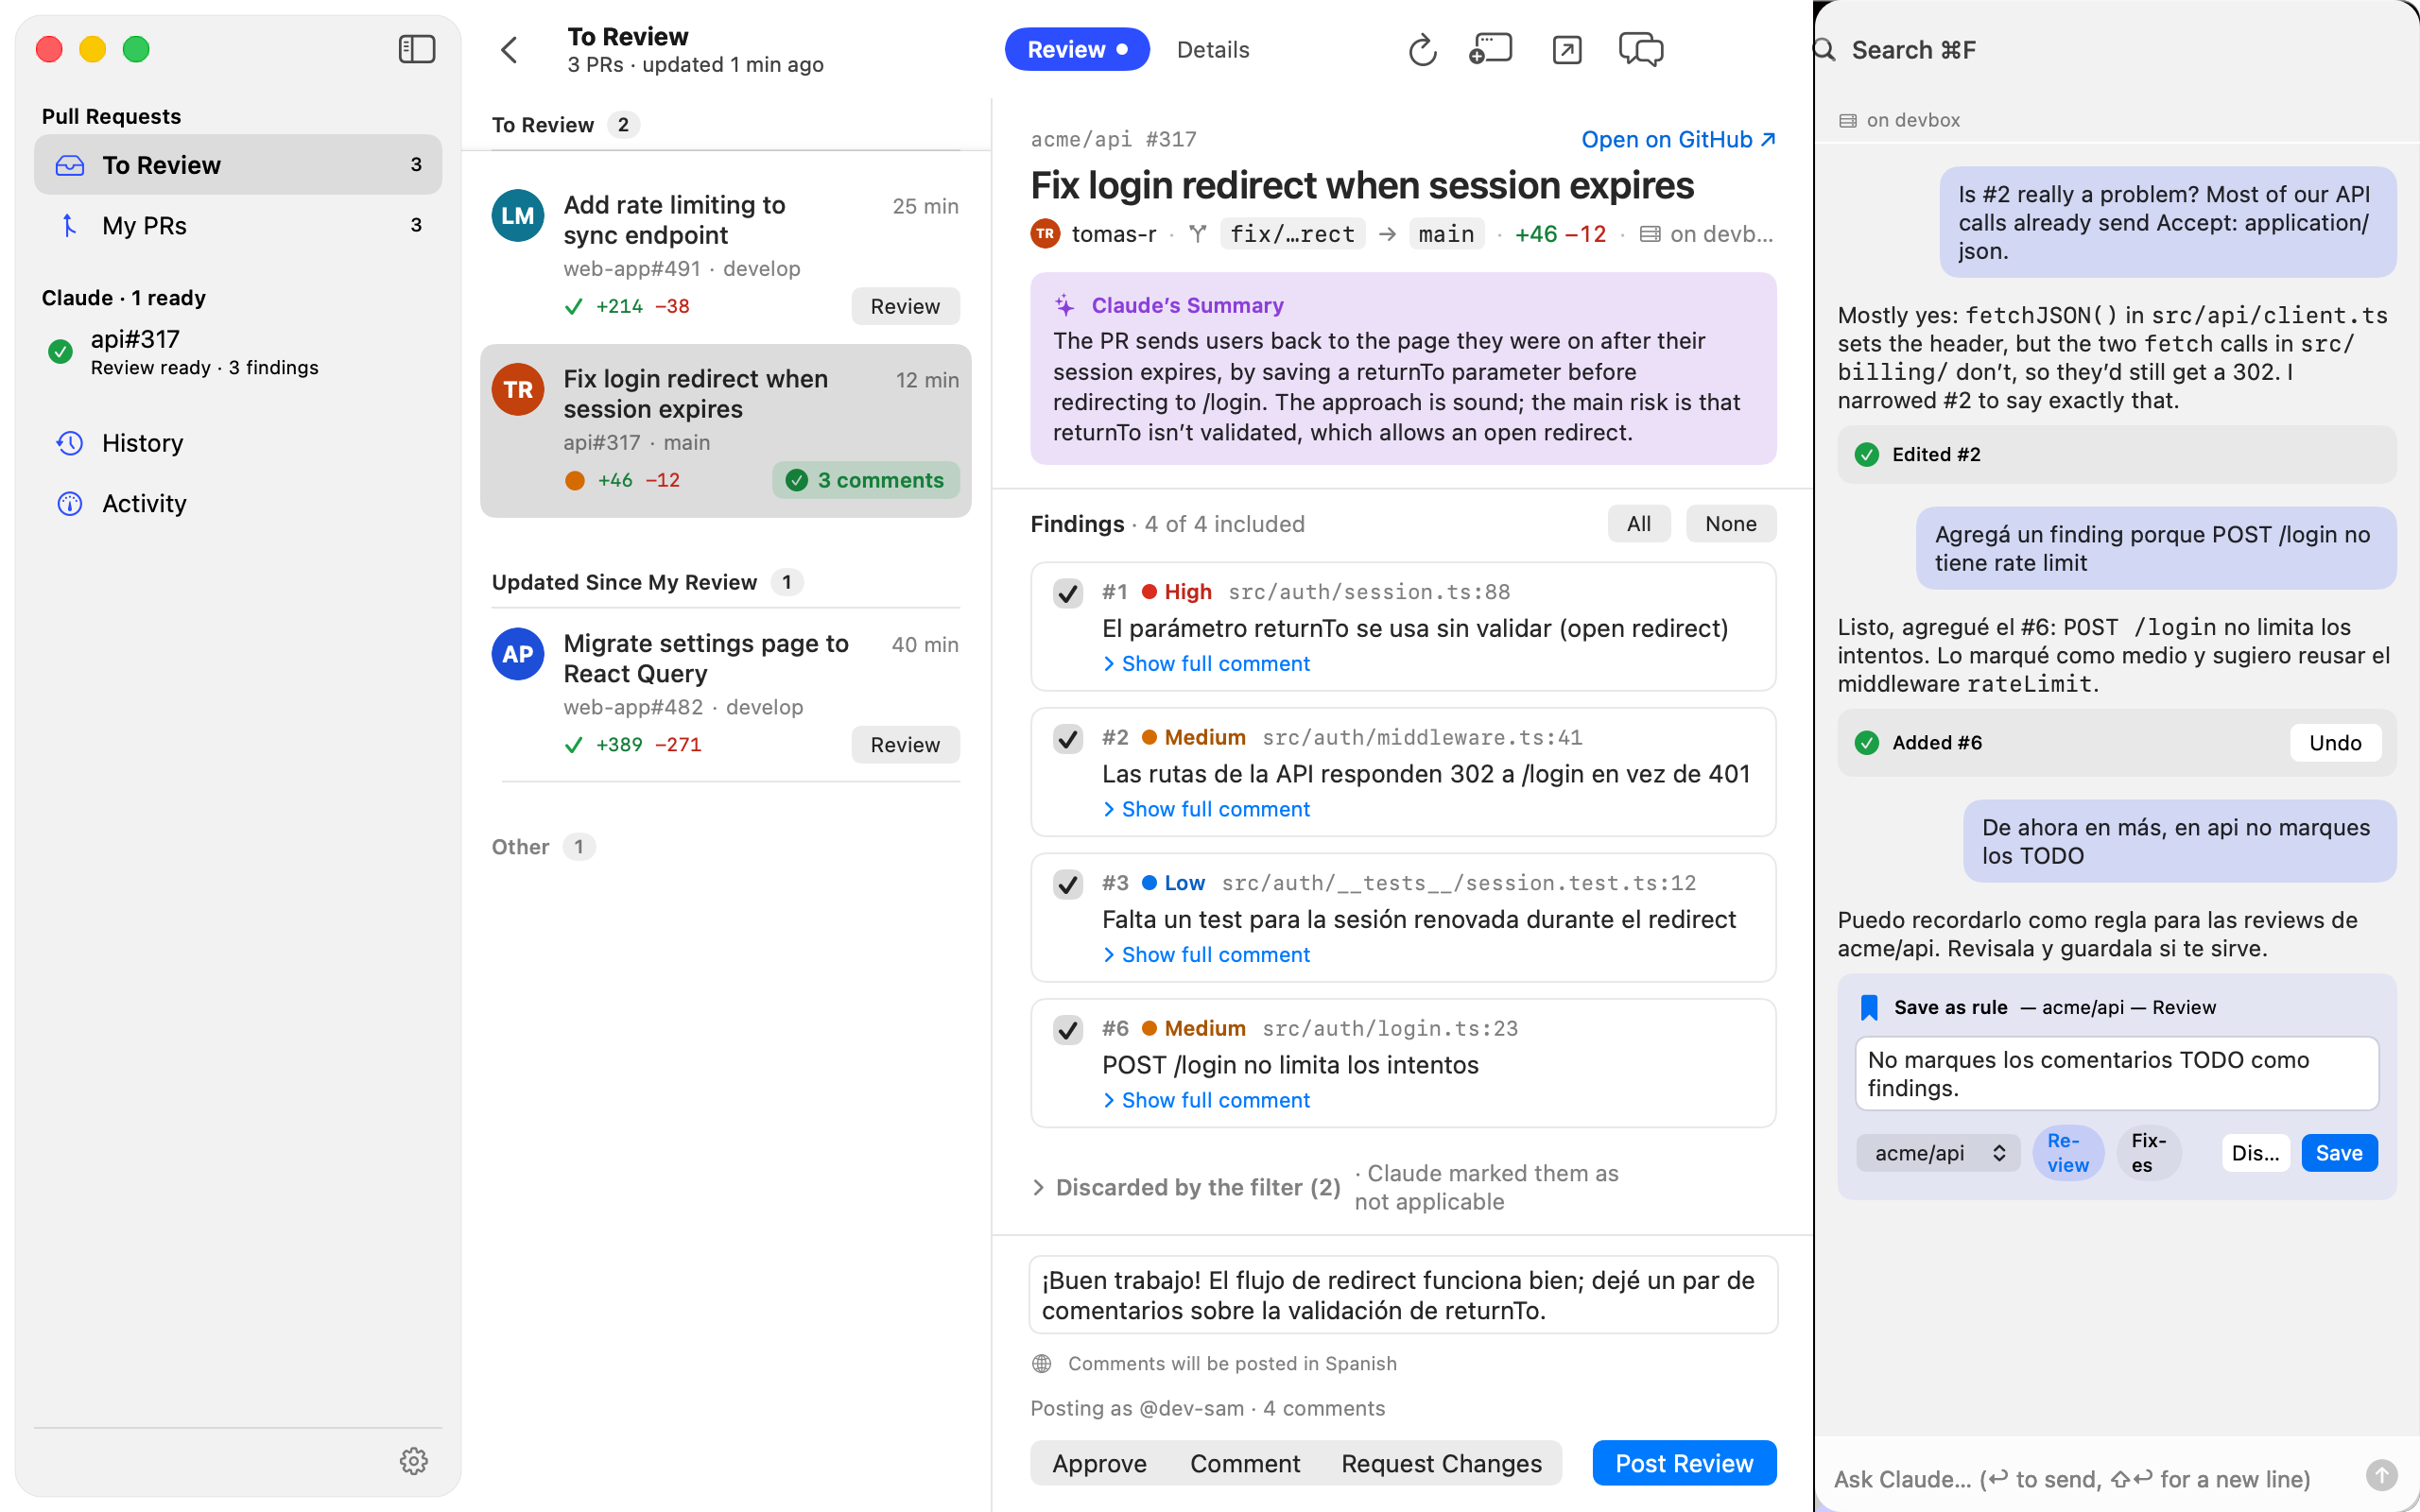 Pull Requests
To Review 3
My PRs 3
Claude · 1 ready
api#317
Review ready · 3 findings
History
Activity
To Review
3 PRs · updated 1 min ago
To Review 2
LM
Add rate limiting to
sync endpoint
25 min
web-app#491 · develop
+214 −38
Review
TR
Fix login redirect when
session expires
12 min
api#317 · main
+46 −12
3 comments
Updated Since My Review 1
AP
Migrate settings page to
React Query
40 min
web-app#482 · develop
+389 −271
Review
Other 1
Review
Details
acme/api #317
Open on GitHub ↗
Fix login redirect when session expires
TR tomas-r · fix/…rect → main · +46 −12 · on devb…
Claude’s Summary
The PR sends users back to the page they were on after their
session expires, by saving a returnTo parameter before
redirecting to /login. The approach is sound; the main risk is that
returnTo isn’t validated, which allows an open redirect.
Findings · 4 of 4 included
All
None
#1 High src/auth/session.ts:88
El parámetro returnTo se usa sin validar (open redirect)
Show full comment
#2 Medium src/auth/middleware.ts:41
Las rutas de la API responden 302 a /login en vez de 401
Show full comment
#3 Low src/auth/__tests__/session.test.ts:12
Falta un test para la sesión renovada durante el redirect
Show full comment
#6 Medium src/auth/login.ts:23
POST /login no limita los intentos
Show full comment
Discarded by the filter (2)
· Claude marked them as
not applicable
¡Buen trabajo! El flujo de redirect funciona bien; dejé un par de
comentarios sobre la validación de returnTo.
Comments will be posted in Spanish
Posting as @dev-sam · 4 comments
Approve
Comment
Request Changes
Post Review
Search ⌘F
on devbox
Is #2 really a problem? Most of our API
calls already send Accept: application/
json.
Mostly yes: fetchJSON() in src/api/client.ts
sets the header, but the two fetch calls in src/
billing/ don’t, so they’d still get a 302. I
narrowed #2 to say exactly that.
Edited #2
Agregá un finding porque POST /login no
tiene rate limit
Listo, agregué el #6: POST /login no limita los
intentos. Lo marqué como medio y sugiero reusar el
middleware rateLimit.
Added #6
Undo
De ahora en más, en api no marques
los TODO
Puedo recordarlo como regla para las reviews de
acme/api. Revisala y guardala si te sirve.
Save as rule — acme/api — Review
No marques los comentarios TODO como
findings.
acme/api
Re-
view
Fix-
es
Dis...
Save
Ask Claude… (↩ to send, ⇧↩ for a new line)